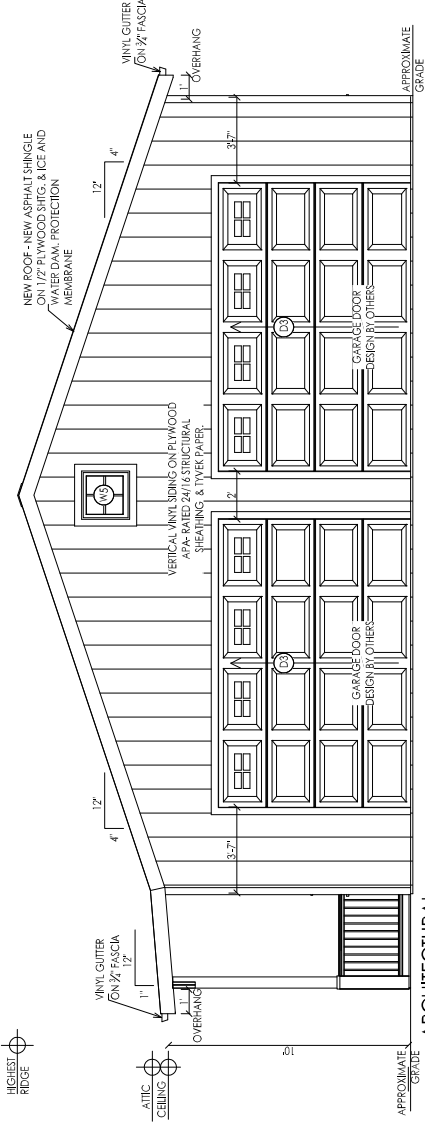 HIGHEST
RIDGE
ATTIC
CEILING
APPROXIMATE
GRADE
10'
VINYL GUTTER
ON ¾" FASCIA
12"
1"
1'
OVERHANG
12"
4"
3'-7"
NEW ROOF - NEW ASPHALT SHINGLE
ON 1/2" PLYWOOD SHTG. & ICE AND
WATER DAM. PROTECTION
MEMBRANE
W5
VERTICAL VINYL SIDING ON PLYWOOD
APA- RATED 24/16 STRUCTURAL
SHEATHING & TYVEK PAPER.
D3
GARAGE DOOR
DESIGN BY OTHERS
2'
D3
GARAGE DOOR
DESIGN BY OTHERS
12"
4"
3'-7"
VINYL GUTTER
ON ¾" FASCIA
1'
OVERHANG
APPROXIMATE
GRADE